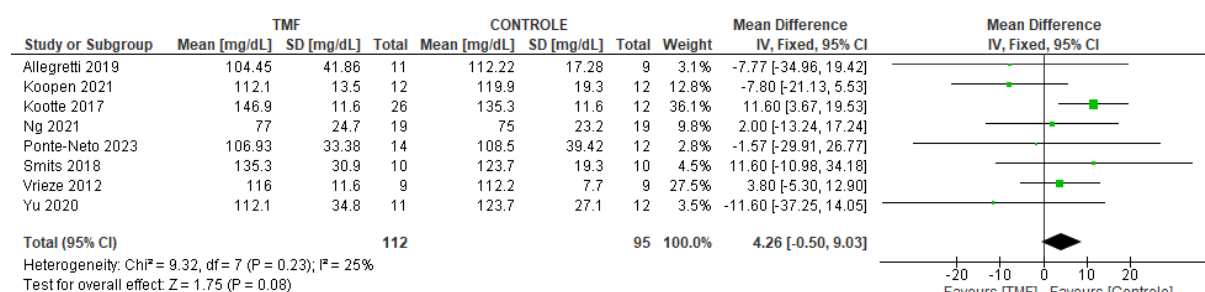 TMF CONTROLE Mean Difference Mean Difference
Study or Subgroup Mean [mg/dL] SD [mg/dL] Total Mean [mg/dL] SD [mg/dL] Total Weight IV, Fixed, 95% CI IV, Fixed, 95% CI
Allegretti 2019 104.45 41.86 11 112.22 17.28 9 3.1% -7.77 [-34.96, 19.42]
Koopen 2021 112.1 13.5 12 119.9 19.3 12 12.8% -7.80 [-21.13, 5.53]
Kootte 2017 146.9 11.6 26 135.3 11.6 12 36.1% 11.60 [3.67, 19.53]
Ng 2021 77 24.7 19 75 23.2 19 9.8% 2.00 [-13.24, 17.24]
Ponte-Neto 2023 106.93 33.38 14 108.5 39.42 12 2.8% -1.57 [-29.91, 26.77]
Smits 2018 135.3 30.9 10 123.7 19.3 10 4.5% 11.60 [-10.98, 34.18]
Vrieze 2012 116 11.6 9 112.2 7.7 9 27.5% 3.80 [-5.30, 12.90]
Yu 2020 112.1 34.8 11 123.7 27.1 12 3.5% -11.60 [-37.25, 14.05]
Total (95% CI) 112 95 100.0% 4.26 [-0.50, 9.03]
Heterogeneity: Chi² = 9.32, df = 7 (P = 0.23); I² = 25%
Test for overall effect: Z = 1.75 (P = 0.08)
-20 -10 0 10 20
Favours [TMF] Favours [Controle]